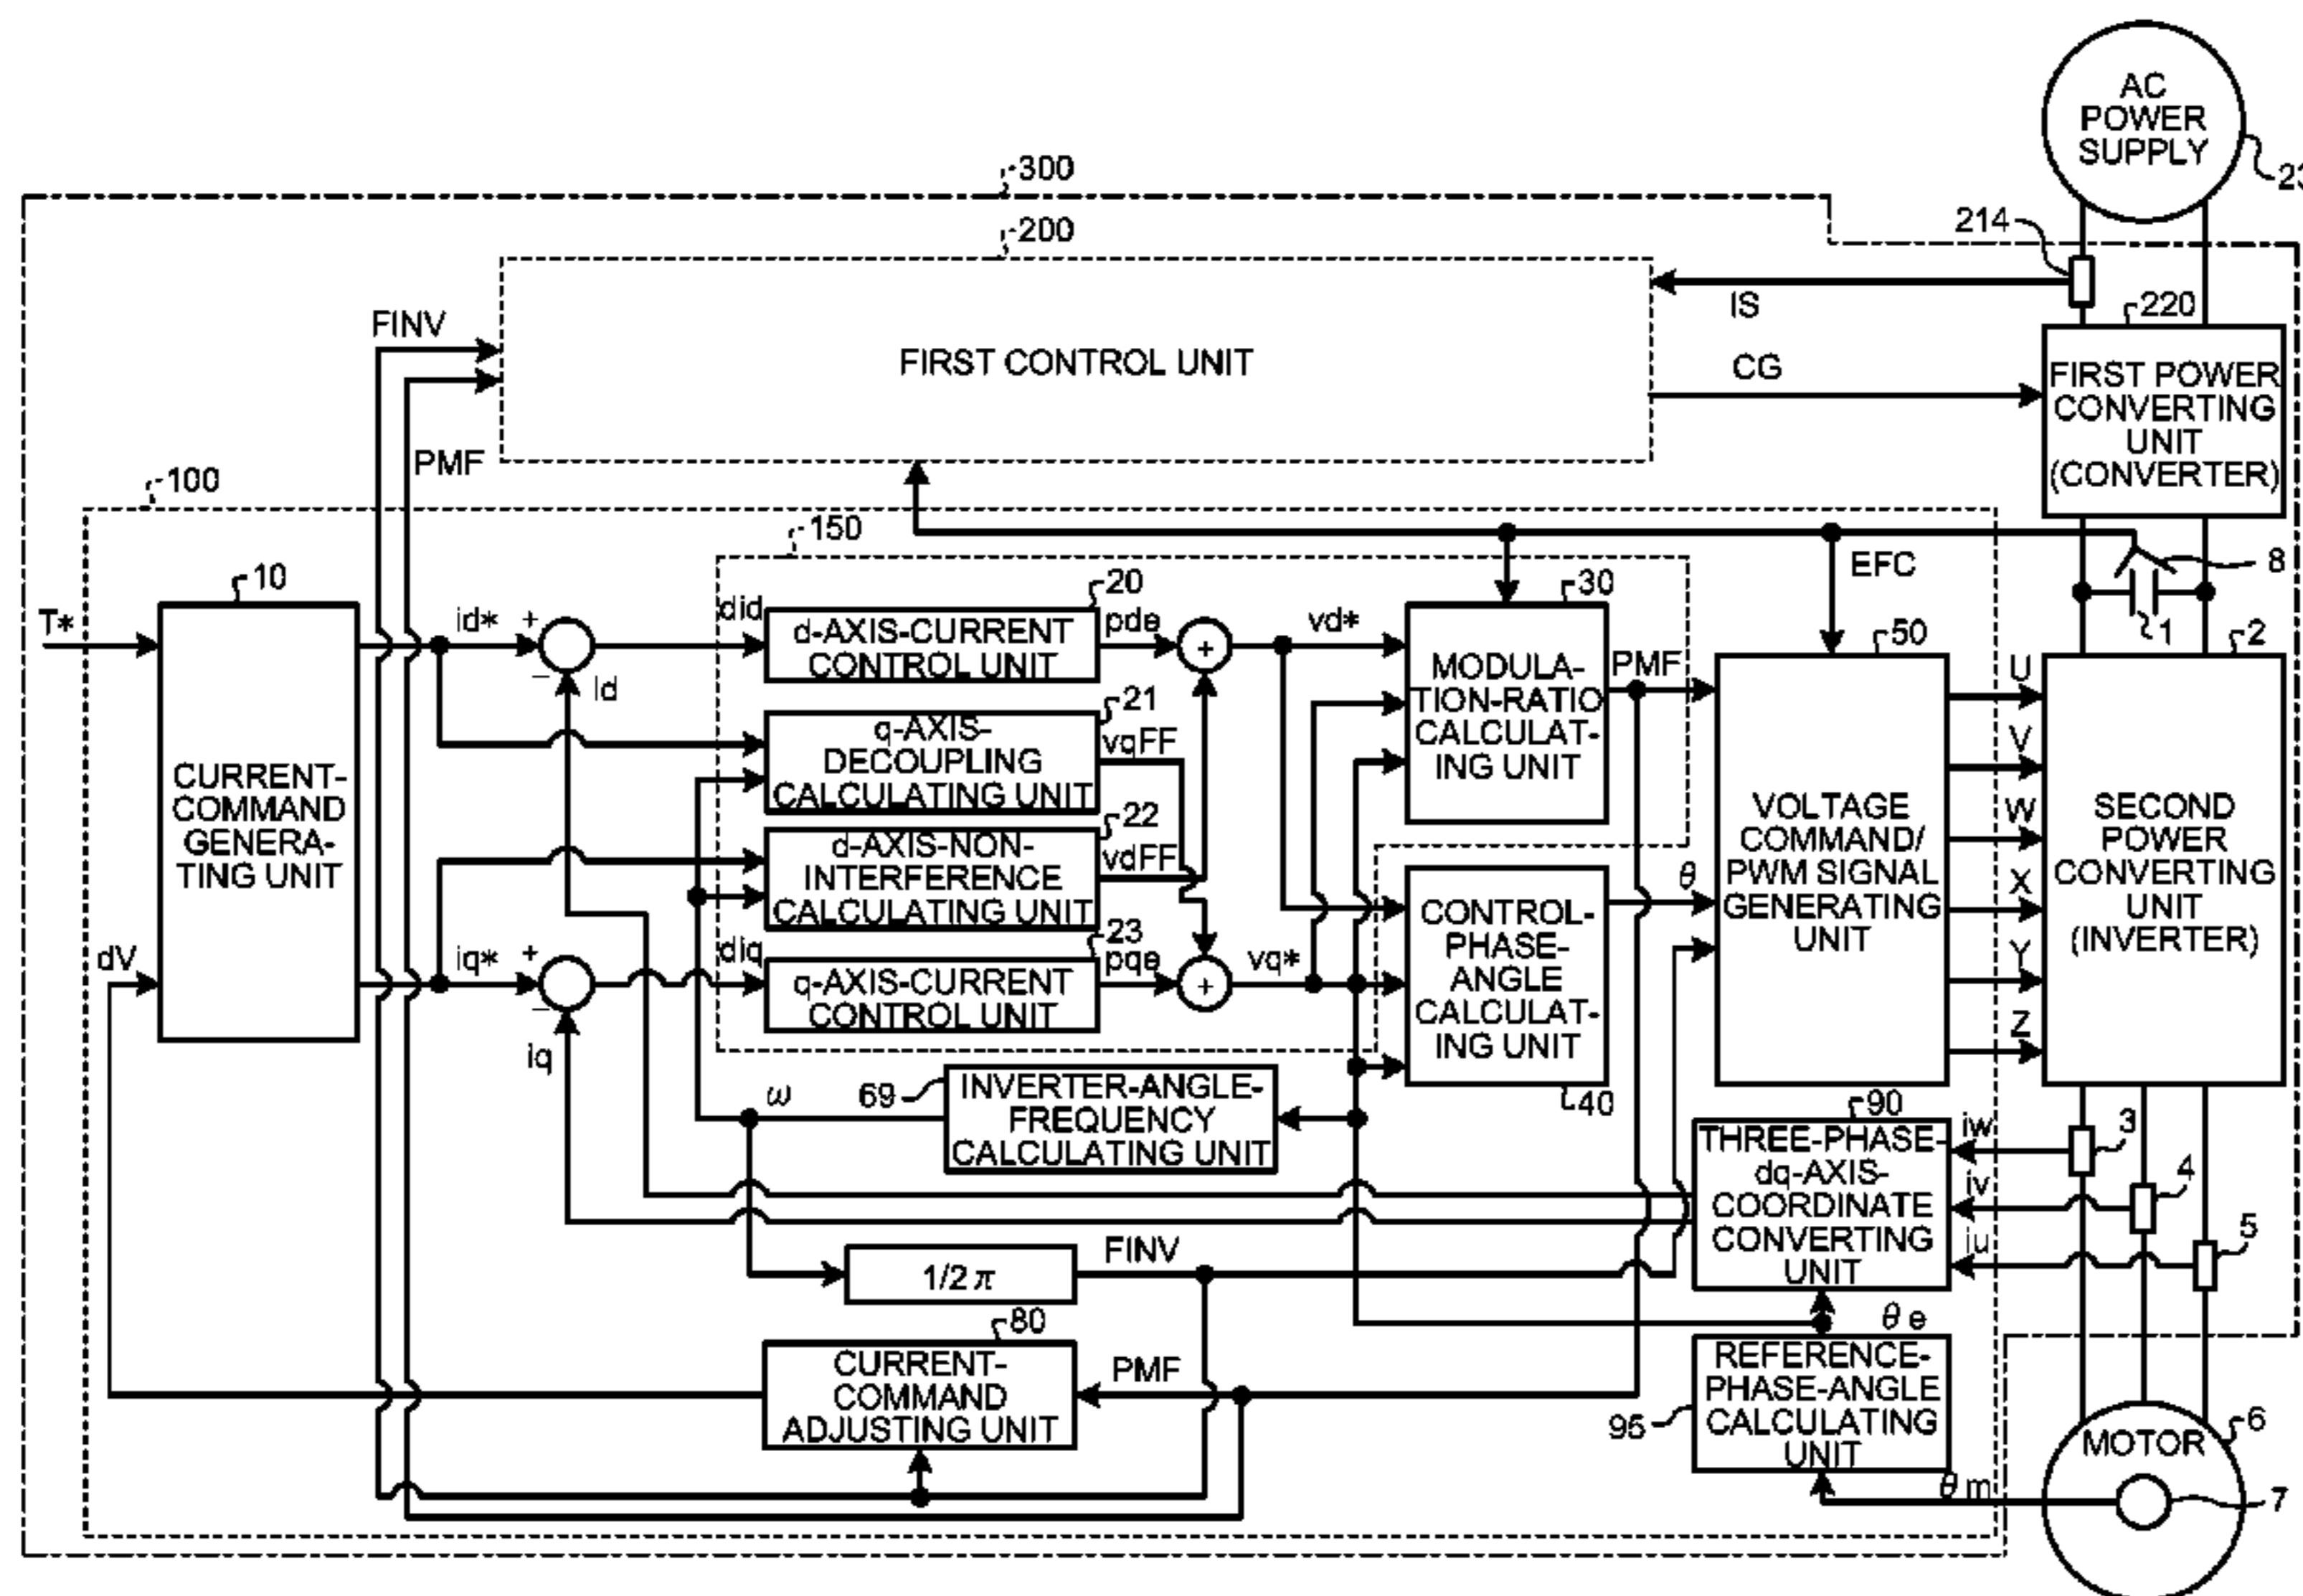 AC
POWER
SUPPLY
23
300
200
214
IS
220
FINV
FIRST CONTROL UNIT
CG
FIRST POWER
CONVERTING
UNIT
(CONVERTER)
PMF
100
150
EFC
8
1
10
T*
id*
+
−
Id
did
20
pde
d-AXIS-CURRENT
CONTROL UNIT
+
vd*
30
MODULA-
TION-RATIO
CALCULAT-
ING UNIT
PMF
50
2
U
V
W
X
Y
Z
CURRENT-
COMMAND
GENERA-
TING UNIT
21
vqFF
q-AXIS-
DECOUPLING
CALCULATING UNIT
22
vdFF
d-AXIS-NON-
INTERFERENCE
CALCULATING UNIT
VOLTAGE
COMMAND/
PWM SIGNAL
GENERATING
UNIT
SECOND
POWER
CONVERTING
UNIT
(INVERTER)
θ
CONTROL-
PHASE-
ANGLE
CALCULAT-
ING UNIT
40
dV
iq*
+
−
iq
diq
23
pqe
q-AXIS-CURRENT
CONTROL UNIT
+
vq*
ω
69
INVERTER-ANGLE-
FREQUENCY
CALCULATING UNIT
90
THREE-PHASE-
dq-AXIS-
COORDINATE
CONVERTING
UNIT
iw
iv
iu
3
4
5
1/2π
FINV
θe
80
CURRENT-
COMMAND
ADJUSTING UNIT
PMF
REFERENCE-
PHASE-ANGLE
CALCULATING
UNIT
95
θm
MOTOR
6
7